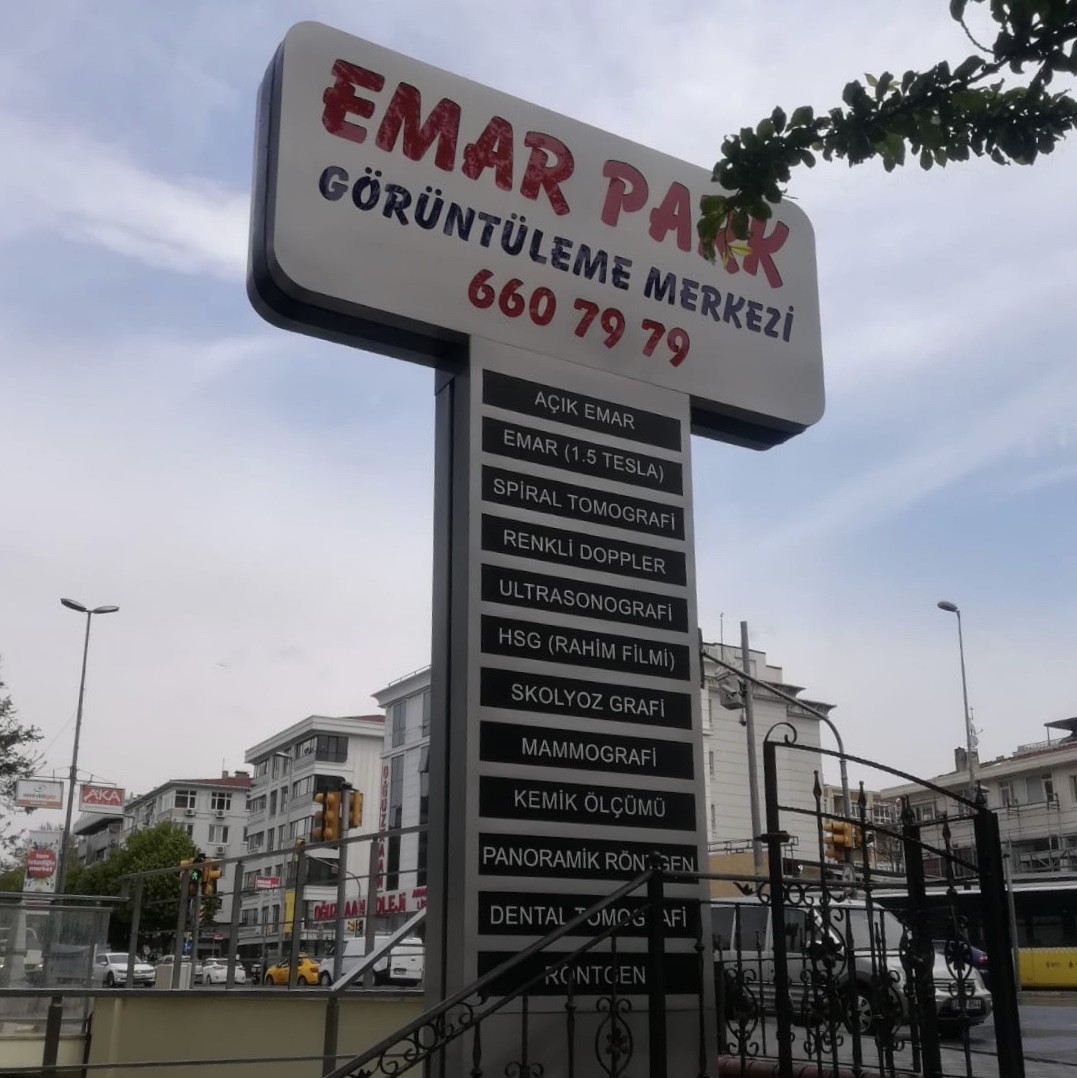 EMAR PARK
GÖRÜNTÜLEME MERKEZİ
660 79 79
AÇIK EMAR
EMAR (1.5 TESLA)
SPİRAL TOMOGRAFİ
RENKLİ DOPPLER
ULTRASONOGRAFİ
HSG (RAHİM FİLMİ)
SKOLYOZ GRAFİ
MAMMOGRAFİ
KEMİK ÖLÇÜMÜ
PANORAMİK RÖNTGEN
DENTAL TOMOGRAFİ
RÖNTGEN
AKA